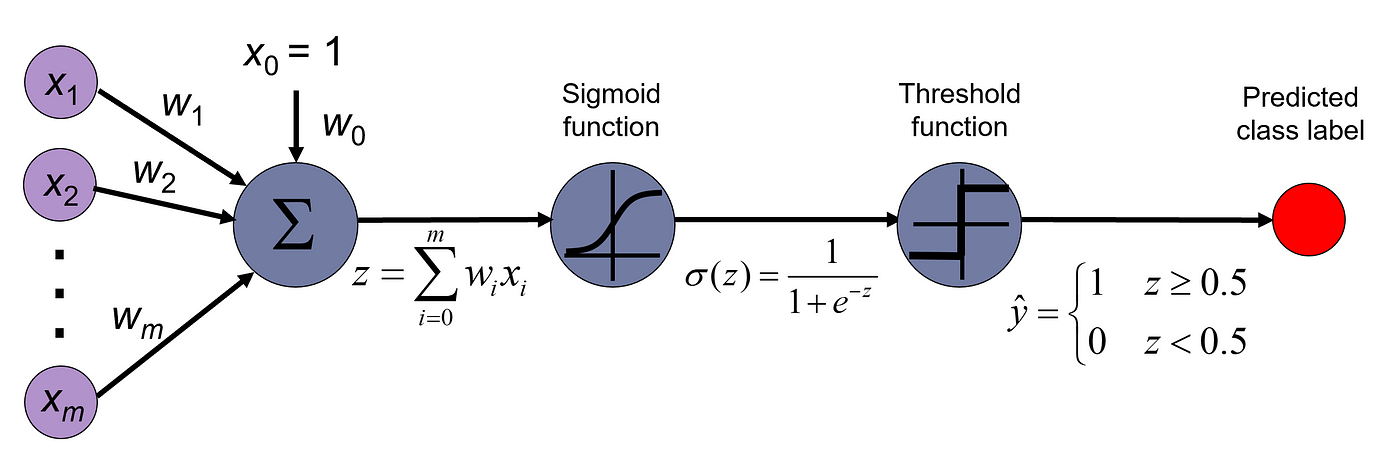 x₀ = 1
x₁
w₁
w₀
x₂
w₂
Σ
wₘ
xₘ
z = ∑ᵢ₌₀ᵐ wᵢxᵢ
Sigmoid
function
σ(z) = 1 / (1 + e⁻ᶻ)
Threshold
function
ŷ = { 1 z ≥ 0.5
0 z < 0.5
Predicted
class label